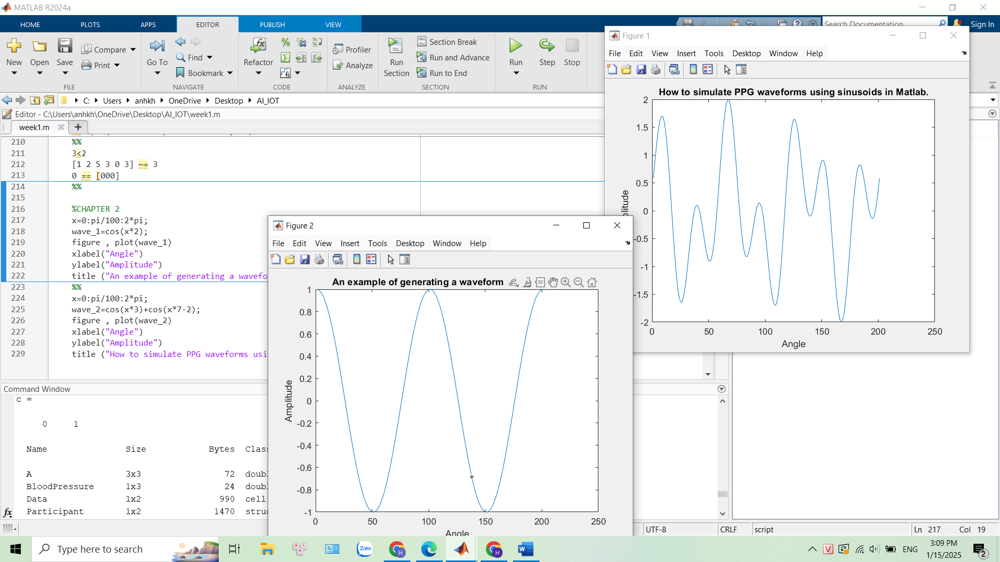 MATLAB R2024a
HOME PLOTS APPS EDITOR PUBLISH VIEW
Search Documentation
Sign In
New Open Save Compare Print
FILE
Go To Find Bookmark
NAVIGATE
Refactor
CODE
Profiler
Analyze
ANALYZE
Run Section
Section Break
Run and Advance
Run to End
SECTION
Run Step Stop
RUN
C: Users anhkh OneDrive Desktop AI_IOT
Editor - C:\Users\anhkh\OneDrive\Desktop\AI_IOT\week1.m
week1.m
210 %%
211 3<2
212 [1 2 5 3 0 3] ~= 3
213 0 == [000]
214 %%
215
216 %CHAPTER 2
217 x=0:pi/100:2*pi;
218 wave_1=cos(x*2);
219 figure , plot(wave_1)
220 xlabel("Angle")
221 ylabel("Amplitude")
222 title ("An example of generating a wavefo
223 %%
224 x=0:pi/100:2*pi;
225 wave_2=cos(x*3)+cos(x*7-2);
226 figure , plot(wave_2)
227 xlabel("Angle")
228 ylabel("Amplitude")
229 title ("How to simulate PPG waveforms usi
Command Window
c =
0 1
Name Size Bytes Clas
A 3x3 72 doub
BloodPressure 1x3 24 doub
Data 1x2 990 cell
Participant 1x2 1470 stru
fx
Figure 1
File Edit View Insert Tools Desktop Window Help
How to simulate PPG waveforms using sinusoids in Matlab.
2
1.5
1
0.5
0
-0.5
-1
-1.5
-2
plitude
0 50 100 150 200 250
Angle
Figure 2
File Edit View Insert Tools Desktop Window Help
An example of generating a waveform
1
0.8
0.6
0.4
0.2
0
-0.2
-0.4
-0.6
-0.8
-1
Amplitude
0 50 100 150 200 250
Angle
UTF-8 CRLF script Ln 217 Col 19
Type here to search
Zalo
H
H
W
V
ENG
3:09 PM
1/15/2025
2